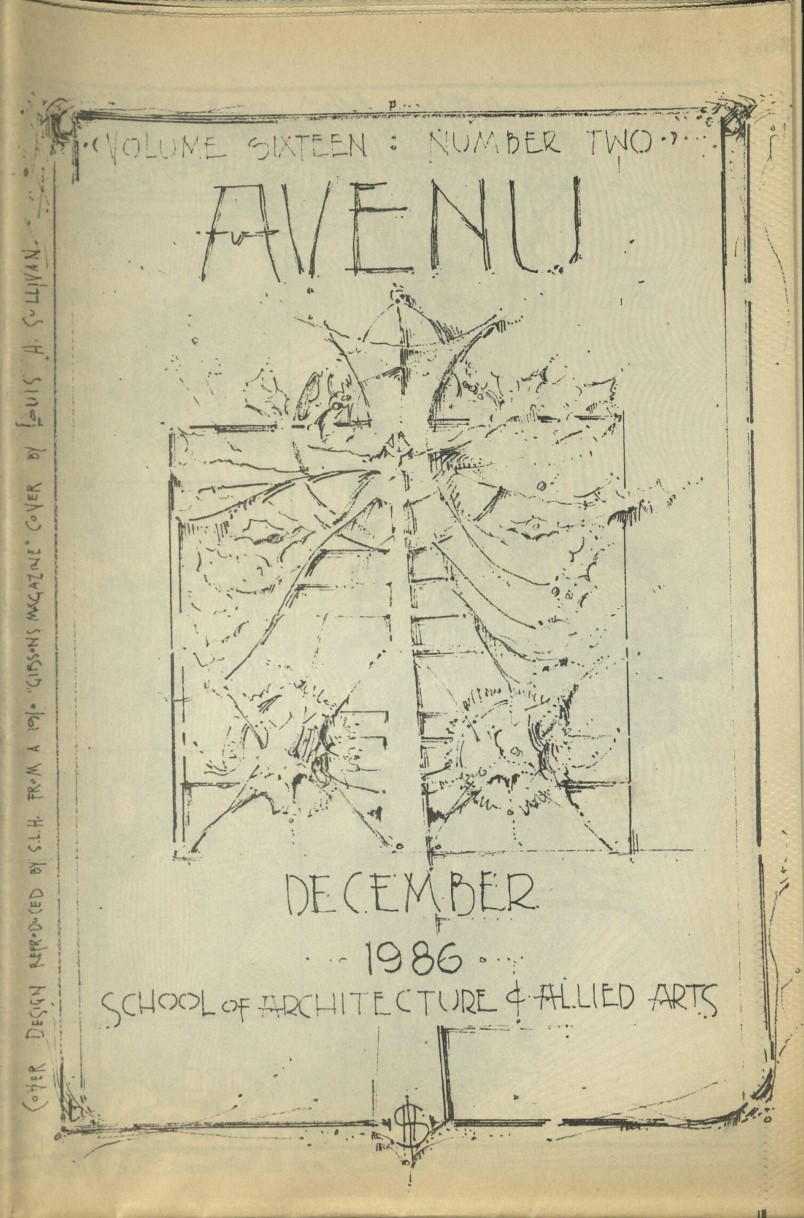 VOLUME SIXTEEN : NUMBER TWO
AVENU
DECEMBER
1986
SCHOOL OF ARCHITECTURE & ALLIED ARTS
COVER DESIGN REPRODUCED BY S.L.H. FROM A 1910 "GIBSONS MAGAZINE" COVER BY LOUIS H. SULLIVAN.